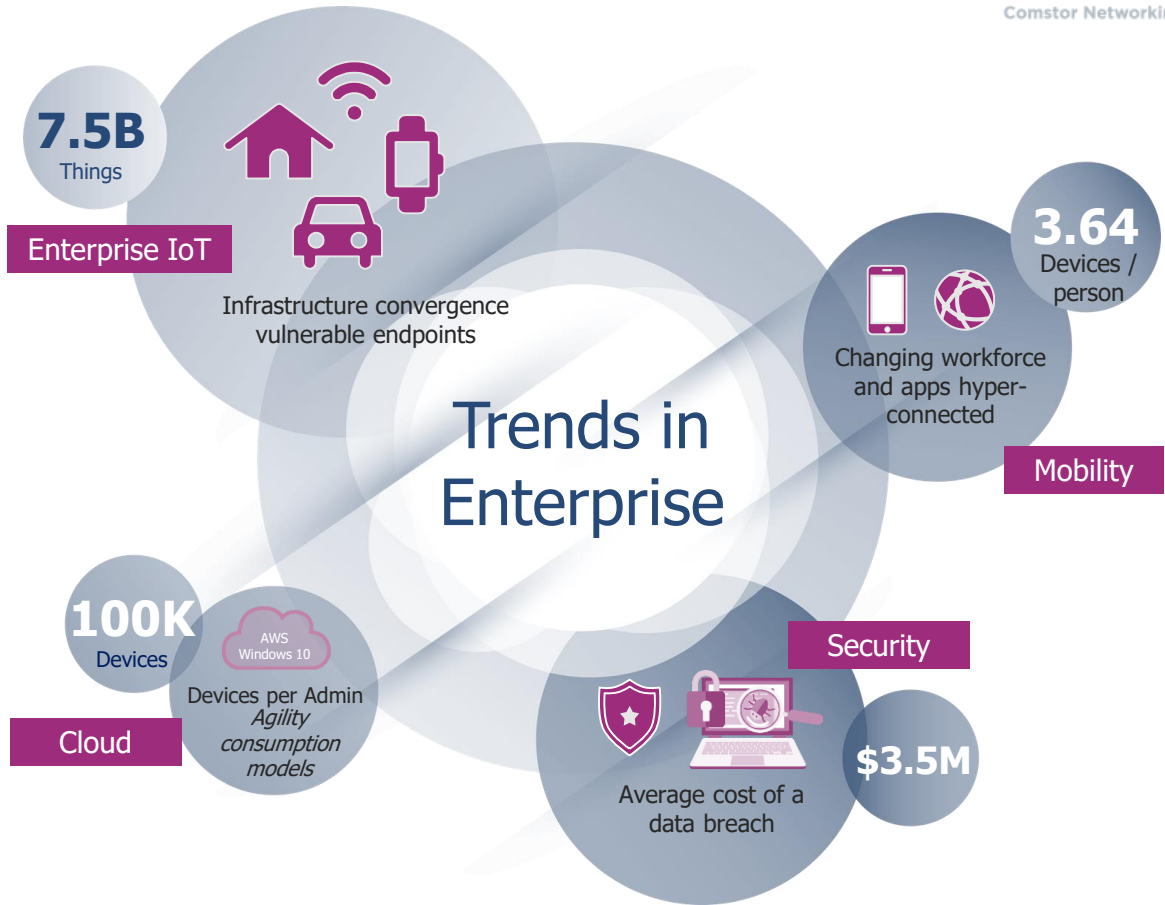 Comstor
7.5B
Things
Enterprise IoT
Infrastructure convergence
vulnerable endpoints
3.64
Devices /
person
Changing workforce
and apps hyper-
connected
Mobility
Trends in
Enterprise
100K
Devices
AWS
Windows 10
Devices per Admin
Agility
consumption
models
Cloud
Security
$3.5M
Average cost of a
data breach